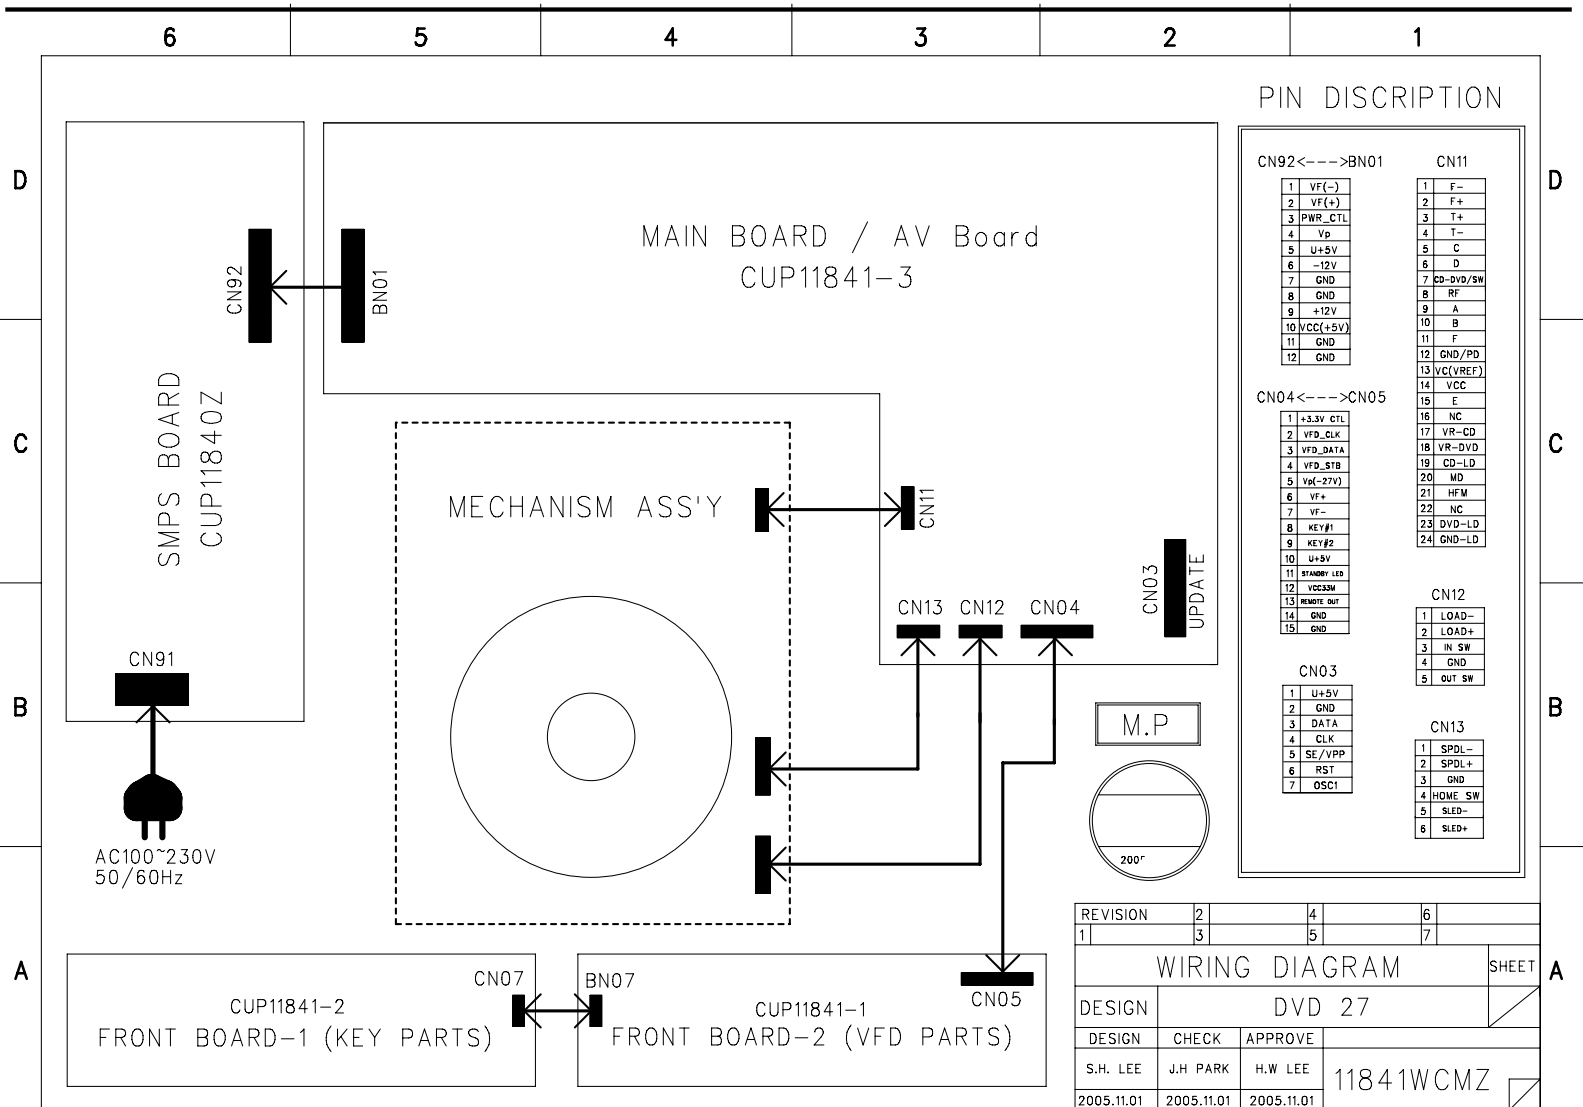 6 5 4 3 2 1
D
C
B
A
D
C
B
A
PIN DISCRIPTION
MAIN BOARD / AV Board
CUP11841-3
CN92
BN01
SMPS BOARD
CUP11840Z
MECHANISM ASS'Y
CN11
CN03
UPDATE
CN13 CN12 CN04
CN91
AC100~230V
50/60Hz
M.P
200
CN07
BN07
CN05
CUP11841-2
FRONT BOARD-1 (KEY PARTS)
CUP11841-1
FRONT BOARD-2 (VFD PARTS)
CN92<--->BN01
1 VF(-)
2 VF(+)
3 PWR_CTL
4 Vp
5 U+5V
6 -12V
7 GND
8 GND
9 +12V
10 VCC(+5V)
11 GND
12 GND
CN04<--->CN05
1 +3.3V CTL
2 VFD_CLK
3 VFD_DATA
4 VFD_STB
5 Vp(-27V)
6 VF+
7 VF-
8 KEY#1
9 KEY#2
10 U+5V
11 STANDBY LED
12 VCC33M
13 REMOTE OUT
14 GND
15 GND
CN03
1 U+5V
2 GND
3 DATA
4 CLK
5 SE/VPP
6 RST
7 OSC1
CN11
1 F-
2 F+
3 T+
4 T-
5 C
6 D
7 CD-DVD/SW
8 RF
9 A
10 B
11 F
12 GND/PD
13 VC(VREF)
14 VCC
15 E
16 NC
17 VR-CD
18 VR-DVD
19 CD-LD
20 MD
21 HFM
22 NC
23 DVD-LD
24 GND-LD
CN12
1 LOAD-
2 LOAD+
3 IN SW
4 GND
5 OUT SW
CN13
1 SPDL-
2 SPDL+
3 GND
4 HOME SW
5 SLED-
6 SLED+
REVISION 2 4 6
1 3 5 7
WIRING DIAGRAM SHEET
DESIGN DVD 27
DESIGN CHECK APPROVE
S.H. LEE J.H PARK H.W LEE 11841WCMZ
2005.11.01 2005.11.01 2005.11.01